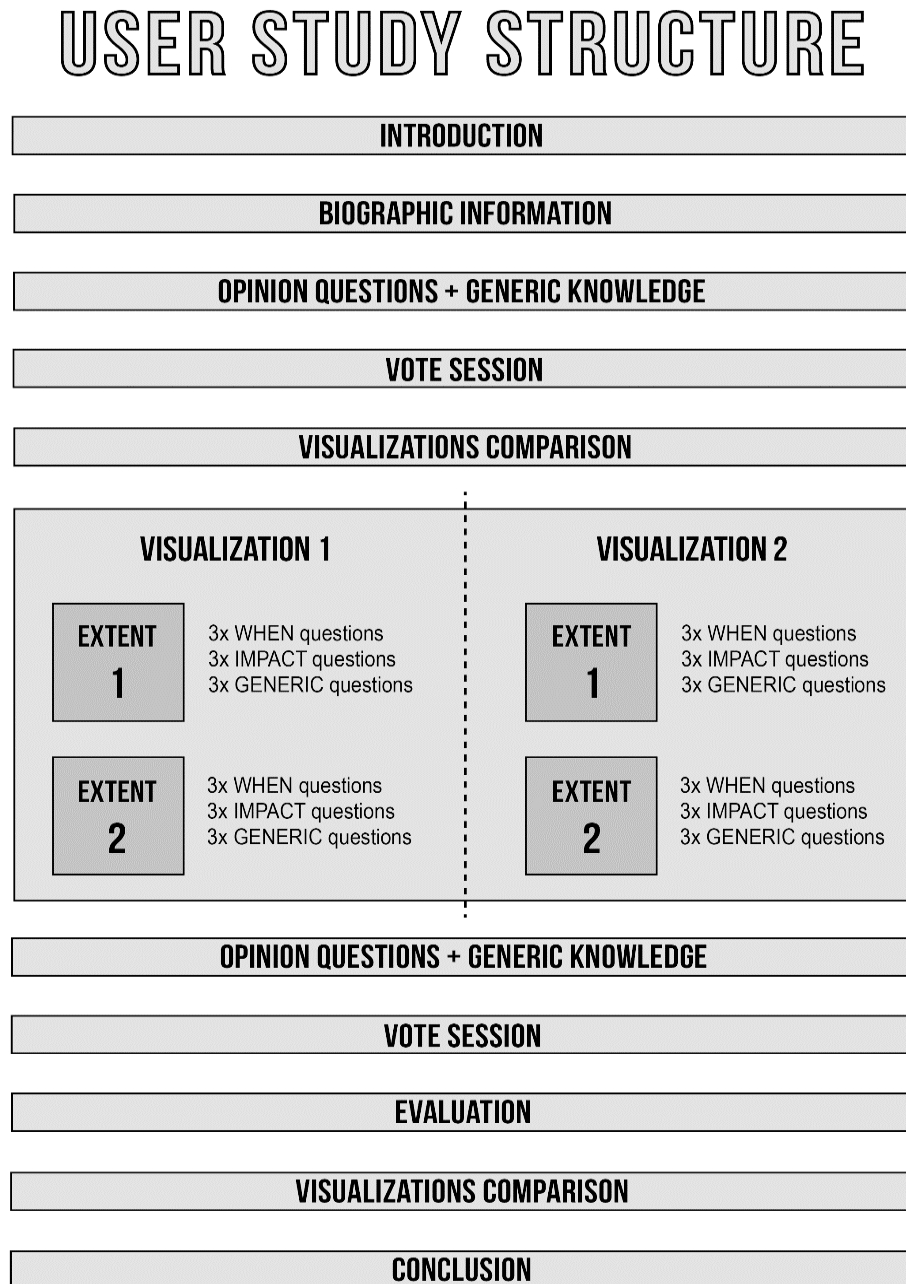 USER STUDY STRUCTURE
INTRODUCTION
BIOGRAPHIC INFORMATION
OPINION QUESTIONS + GENERIC KNOWLEDGE
VOTE SESSION
VISUALIZATIONS COMPARISON
VISUALIZATION 1
EXTENT
1
3x WHEN questions
3x IMPACT questions
3x GENERIC questions
EXTENT
2
3x WHEN questions
3x IMPACT questions
3x GENERIC questions
VISUALIZATION 2
EXTENT
1
3x WHEN questions
3x IMPACT questions
3x GENERIC questions
EXTENT
2
3x WHEN questions
3x IMPACT questions
3x GENERIC questions
OPINION QUESTIONS + GENERIC KNOWLEDGE
VOTE SESSION
EVALUATION
VISUALIZATIONS COMPARISON
CONCLUSION